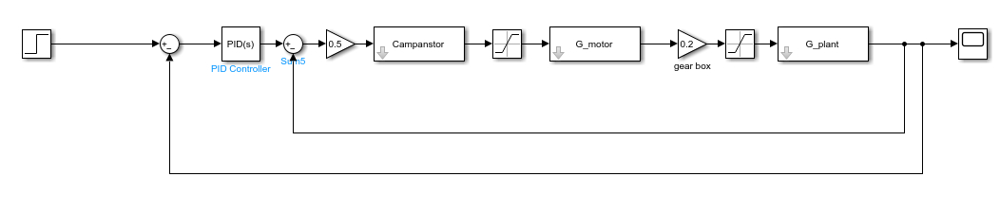 PID(s)
0.5
Campanstor
G_motor
0.2
G_plant
PID Controller
Sum5
gear box